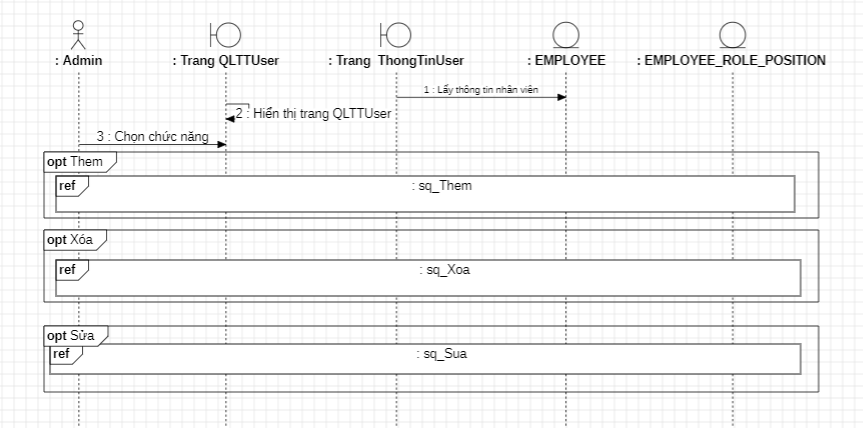 : Admin
: Trang QLTTUser
: Trang ThongTinUser
: EMPLOYEE
: EMPLOYEE_ROLE_POSITION
1 : Lấy thông tin nhân viên
2 : Hiển thị trang QLTTUser
3 : Chọn chức năng
opt Them
ref
: sq_Them
opt Xóa
ref
: sq_Xoa
opt Sửa
ref
: sq_Sua